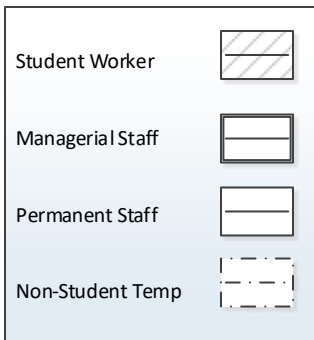 Student Worker
Managerial Staff
Permanent Staff
Non-Student Temp